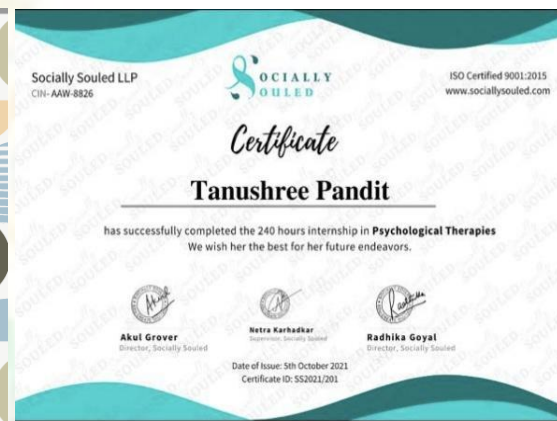 Socially Souled LLP
CIN- AAW-8826
SOCIALLY
SOULED
ISO Certified 9001:2015
www.sociallysouled.com
Certificate
Tanushree Pandit
has successfully completed the 240 hours internship in Psychological Therapies
We wish her the best for her future endeavors.
Akul Grover
Director, Socially Souled
Netra Karhadkar
Supervisor, Socially Souled
Radhika Goyal
Director, Socially Souled
Date of Issue: 5th October 2021
Certificate ID: SS2021/201